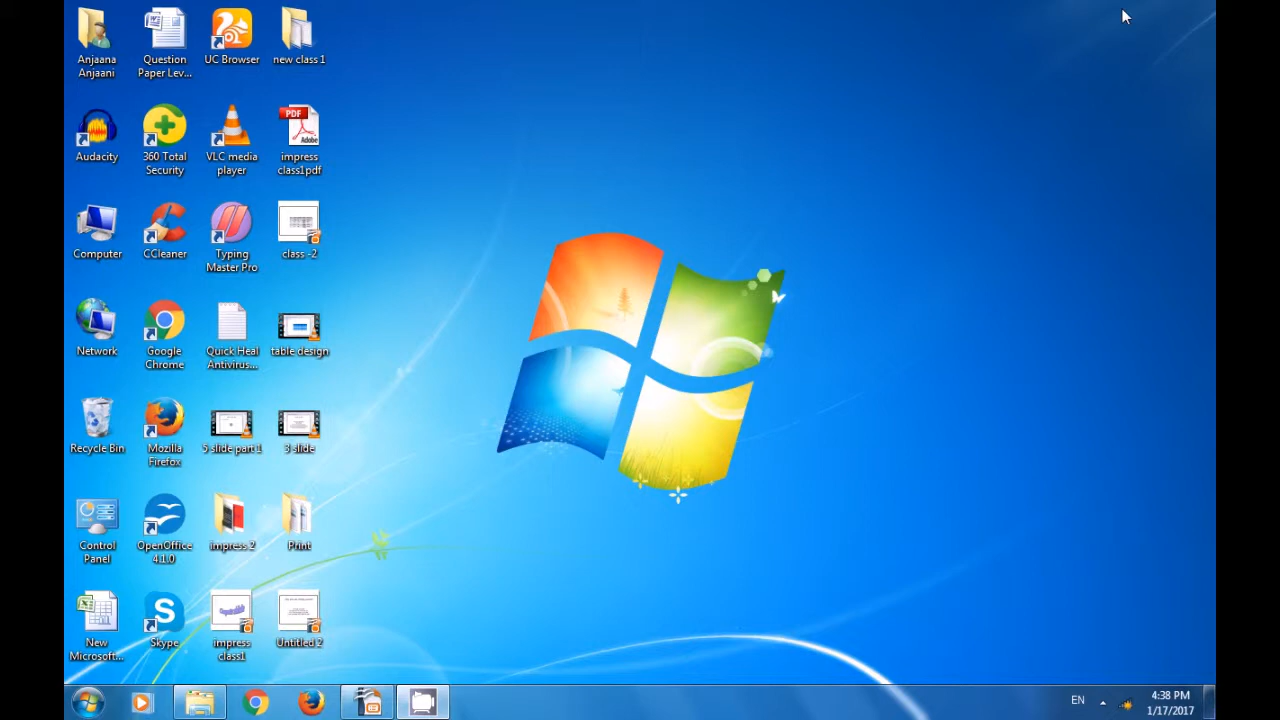 Anjaana
Anjaani
Question
Paper Lev...
UC Browser
new class 1
Audacity
360 Total
Security
VLC media
player
PDF
Adobe
impress
class1pdf
Computer
CCleaner
Typing
Master Pro
class -2
Network
Google
Chrome
Quick Heal
Antivirus...
table design
Recycle Bin
Mozilla
Firefox
5 slide part 1
3 slide
Control
Panel
OpenOffice
4.1.0
impress 2
Print
New
Microsoft...
Skype
impress
class1
Untitled 2
EN
4:38 PM
1/17/2017